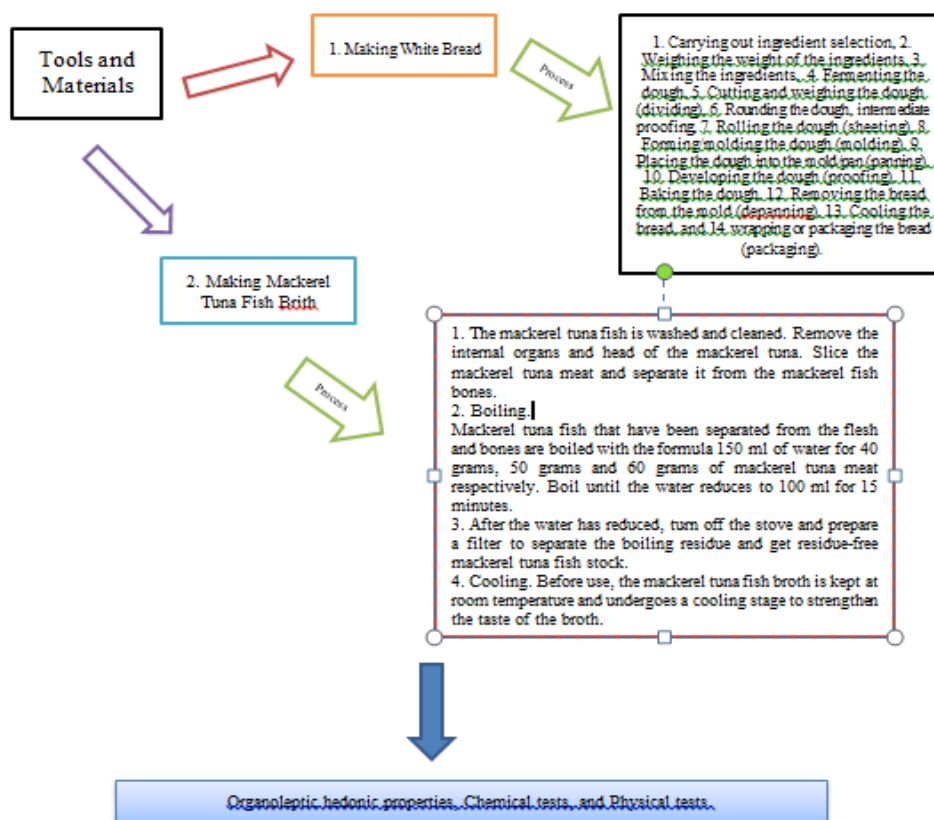 Tools and
Materials
1. Making White Bread
Process
1. Carrying out ingredient selection, 2.
Weighing the weight of the ingredients, 3.
Mixing the ingredients, 4. Fermenting the
dough, 5. Cutting and weighing the dough
(dividing), 6. Rounding the dough, intermediate
proofing, 7. Rolling the dough (sheeting), 8.
Forming/molding the dough (molding), 9.
Placing the dough into the mold/pan (panning),
10. Developing the dough (proofing), 11.
Baking the dough, 12. Removing the bread
from the mold (depanning), 13. Cooling the
bread, and 14. wrapping or packaging the bread
(packaging).
2. Making Mackerel
Tuna Fish Brith
Process
1. The mackerel tuna fish is washed and cleaned. Remove the
internal organs and head of the mackerel tuna. Slice the
mackerel tuna meat and separate it from the mackerel fish
bones.
2. Boiling.
Mackerel tuna fish that have been separated from the flesh
and bones are boiled with the formula 150 ml of water for 40
grams, 50 grams and 60 grams of mackerel tuna meat
respectively. Boil until the water reduces to 100 ml for 15
minutes.
3. After the water has reduced, turn off the stove and prepare
a filter to separate the boiling residue and get residue-free
mackerel tuna fish stock.
4. Cooling. Before use, the mackerel tuna fish broth is kept at
room temperature and undergoes a cooling stage to strengthen
the taste of the broth.
Organoleptic hedonic properties, Chemical tests, and Physical tests.